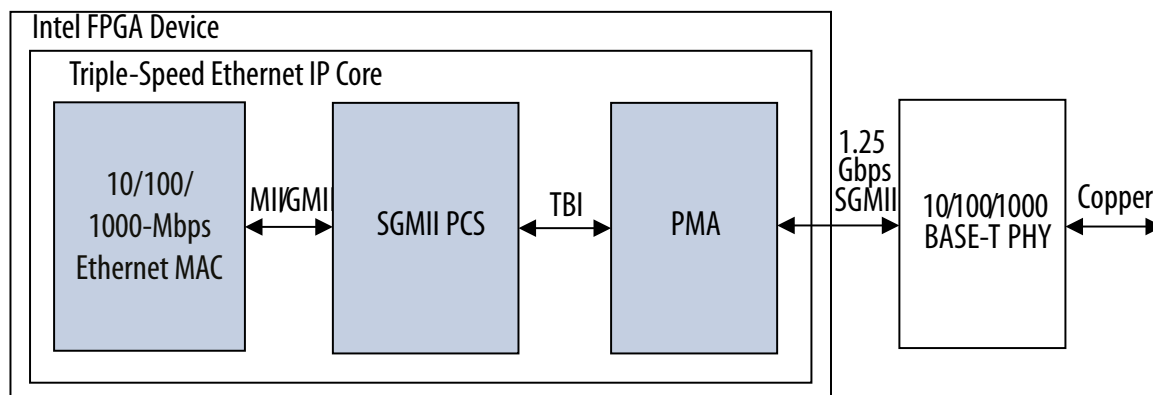 Intel FPGA Device
Triple-Speed Ethernet IP Core
10/100/
1000-Mbps
Ethernet MAC
MII/GMII
SGMII PCS
TBI
PMA
1.25
Gbps
SGMII
10/100/1000
BASE-T PHY
Copper